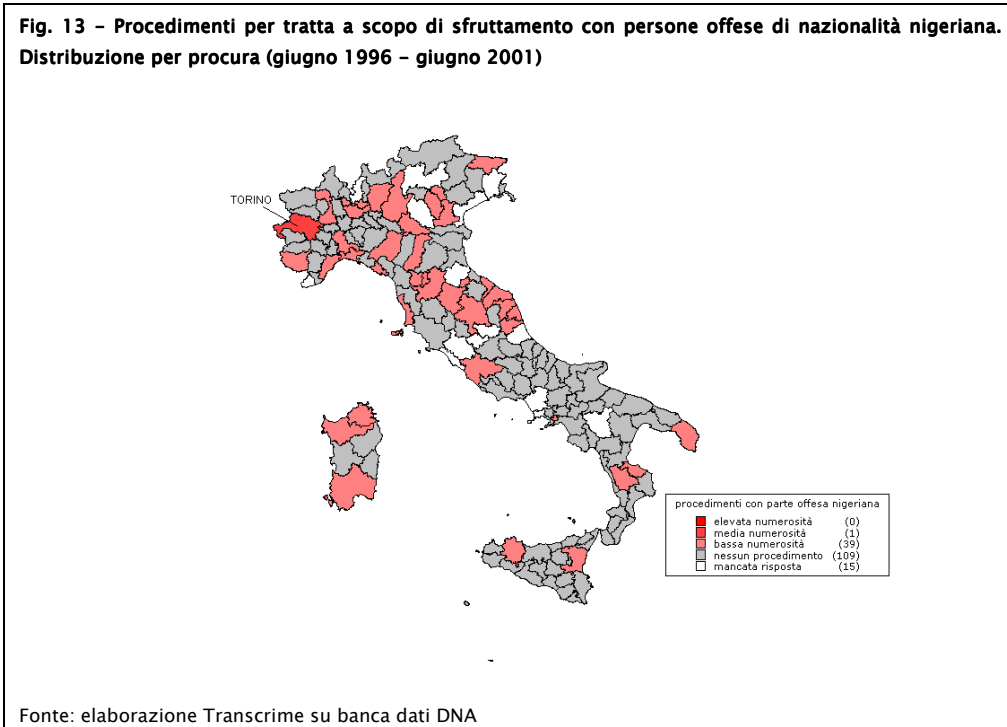 Fig. 13 – Procedimenti per tratta a scopo di sfruttamento con persone offese di nazionalità nigeriana.
Distribuzione per procura (giugno 1996 – giugno 2001)
TORINO
procedimenti con parte offesa nigeriana
elevata numerosità (0)
media numerosità (1)
bassa numerosità (39)
nessun procedimento (109)
mancata risposta (15)
Fonte: elaborazione Transcrime su banca dati DNA